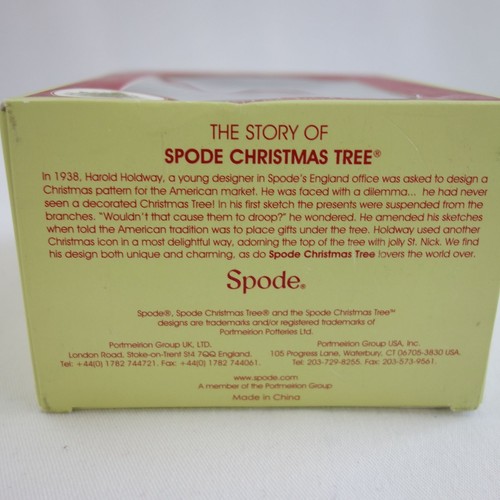 THE STORY OF
SPODE CHRISTMAS TREE®
In 1938, Harold Holdway, a young designer in Spode's England office was asked to design a
Christmas pattern for the American market. He was faced with a dilemma... he had never
seen a decorated Christmas Tree! In his first sketch the presents were suspended from the
branches. "Wouldn't that cause them to droop?" he wondered. He amended his sketches
when told the American tradition was to place gifts under the tree. Holdway used another
Christmas icon in a most delightful way, adorning the top of the tree with jolly St. Nick. We find
his design both unique and charming, as do Spode Christmas Tree lovers the world over.
Spode®
Spode®, Spode Christmas Tree® and the Spode Christmas Tree™
designs are trademarks and/or registered trademarks of
Portmeirion Potteries Ltd.
Portmeirion Group UK, LTD. Portmeirion Group USA, Inc.
London Road, Stoke-on-Trent St4 7QQ England. 105 Progress Lane, Waterbury, CT 06705-3830 USA.
Tel: +44(0) 1782 744721. Fax: +44(0) 1782 744061. Tel: 203-729-8255. Fax: 203-573-9561.
www.spode.com
A member of the Portmeirion Group
Made in China